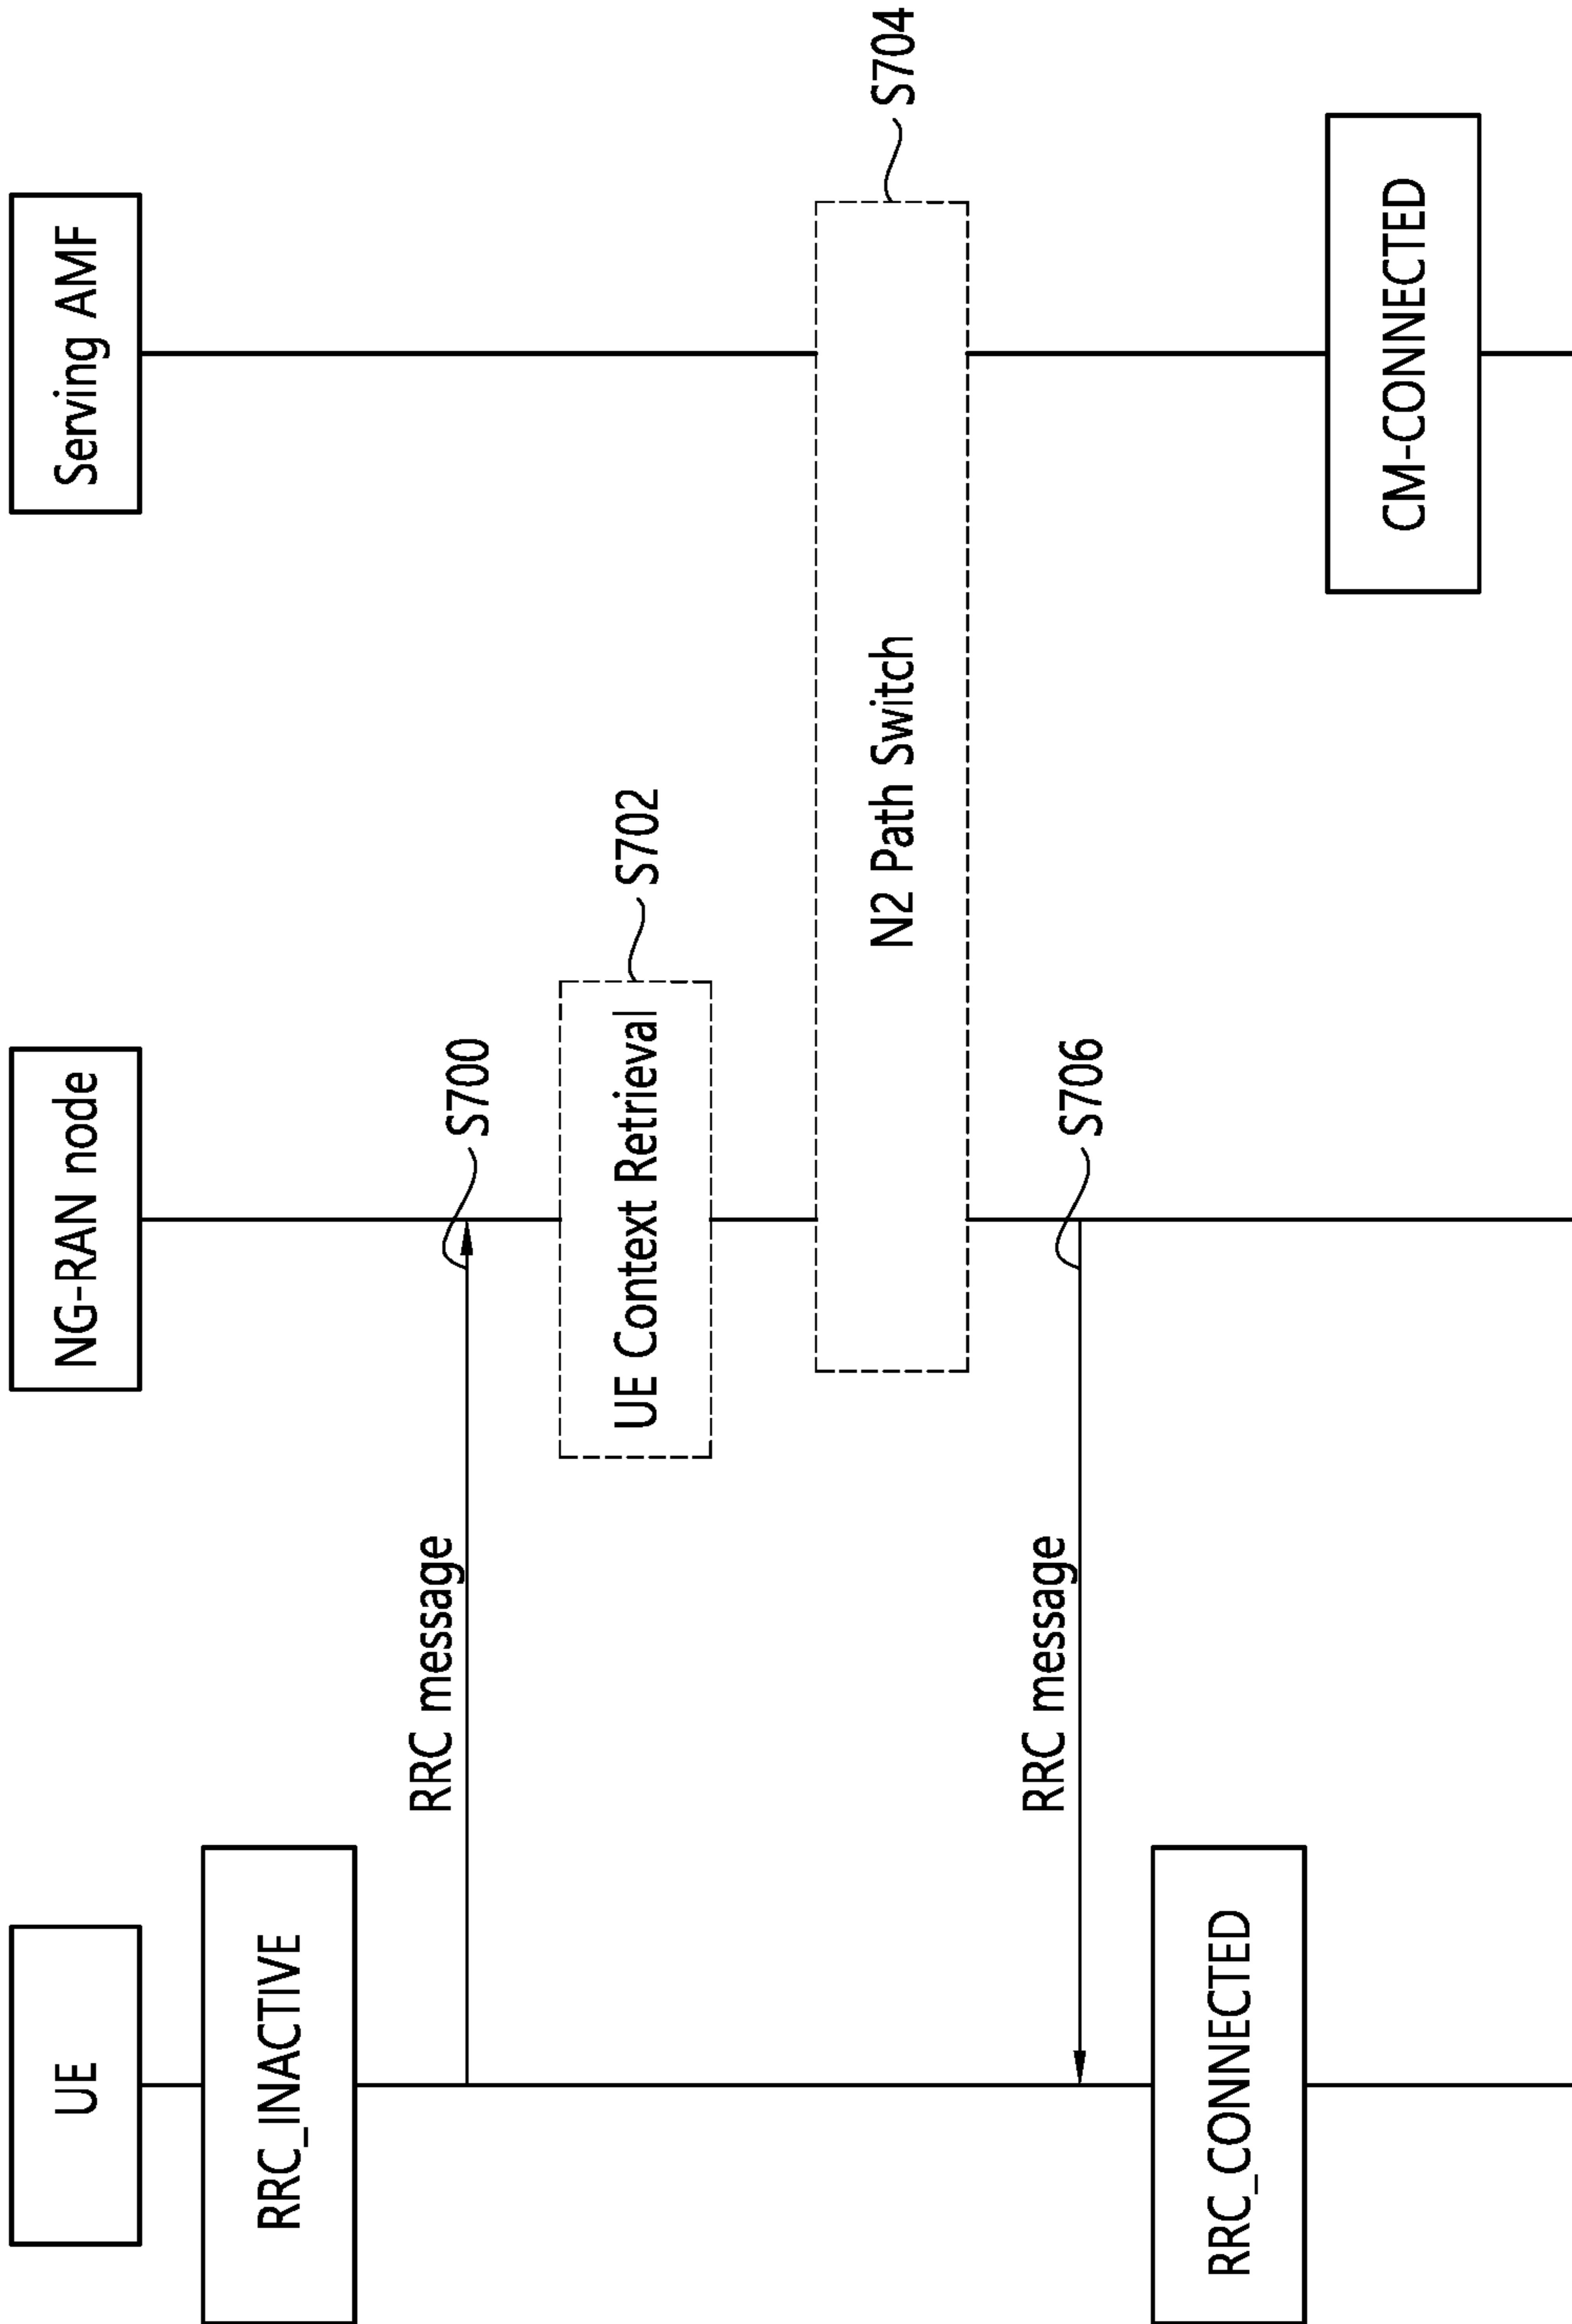 UE
NG-RAN node
Serving AMF
RRC_INACTIVE
RRC message
S700
UE Context Retrieval
S702
N2 Path Switch
S704
RRC message
S706
RRC_CONNECTED
CM-CONNECTED